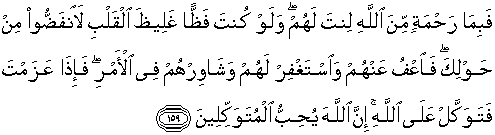 فَبِمَا رَحْمَةٍ مِّنَ ٱللَّهِ لِنتَ لَهُمْ ۖ وَلَوْ كُنتَ فَظًّا غَلِيظَ ٱلْقَلْبِ لَٱنفَضُّوا۟ مِنْ
حَوْلِكَ ۖ فَٱعْفُ عَنْهُمْ وَٱسْتَغْفِرْ لَهُمْ وَشَاوِرْهُمْ فِى ٱلْأَمْرِ ۖ فَإِذَا عَزَمْتَ
فَتَوَكَّلْ عَلَى ٱللَّهِ ۚ إِنَّ ٱللَّهَ يُحِبُّ ٱلْمُتَوَكِّلِينَ ١٥٩